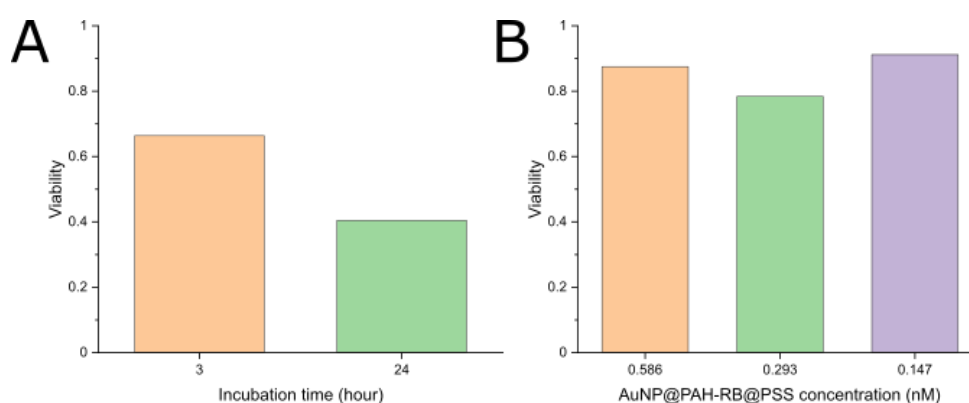 A
1
0.8
0.6
0.4
0.2
0
Viability
3
24
Incubation time (hour)
B
1
0.8
0.6
0.4
0.2
0
Viability
0.586
0.293
0.147
AuNP@PAH-RB@PSS concentration (nM)